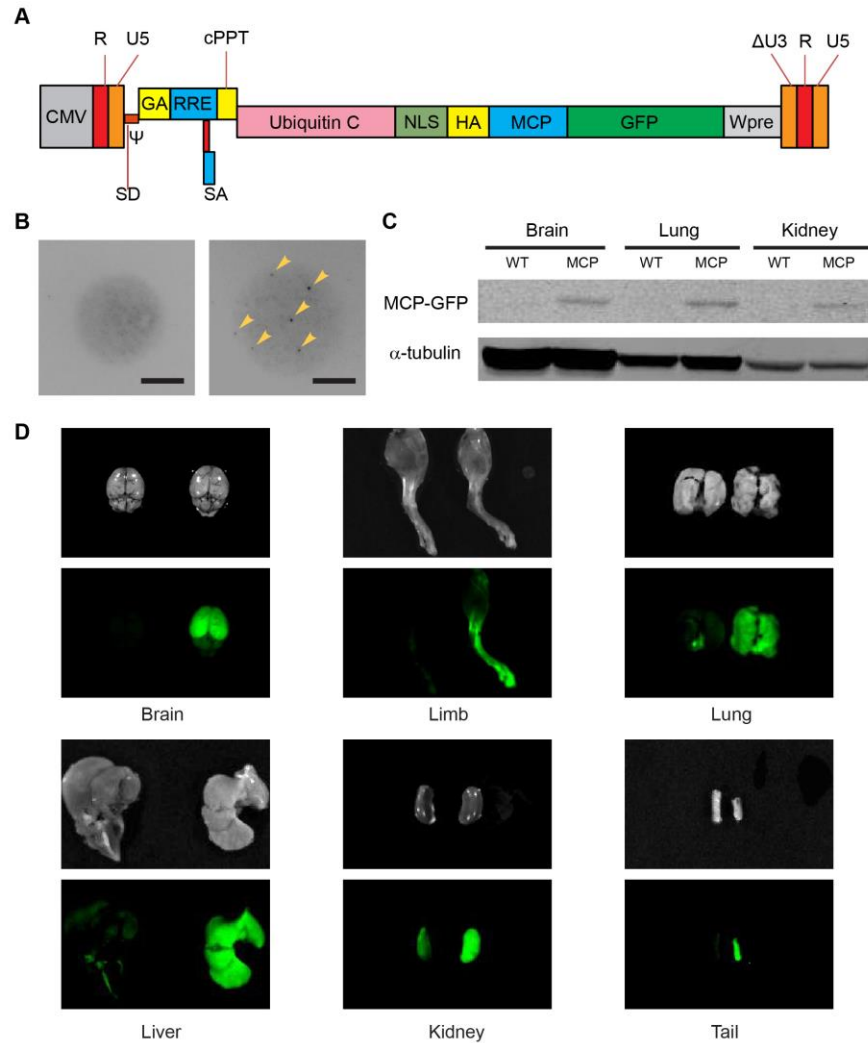 A
R U5 cPPT ΔU3 R U5
CMV GA RRE Ubiquitin C NLS HA MCP GFP Wpre
Ψ
SD SA
B
C
Brain Lung Kidney
WT MCP WT MCP WT MCP
MCP-GFP
α-tubulin
D
Brain Limb Lung
Liver Kidney Tail